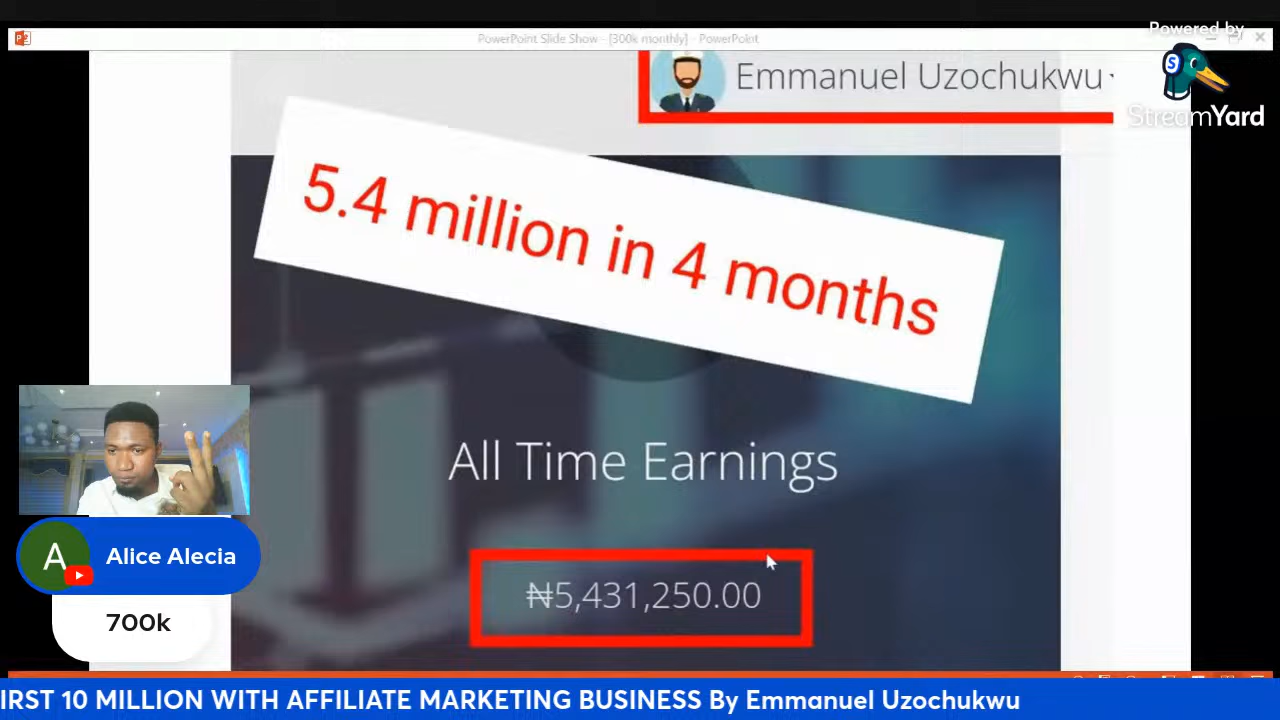 Powered by
PowerPoint Slide Show - [300k monthly] - PowerPoint
StreamYard
Emmanuel Uzochukwu
5.4 million in 4 months
All Time Earnings
₦5,431,250.00
A
Alice Alecia
700k
IRST 10 MILLION WITH AFFILIATE MARKETING BUSINESS By Emmanuel Uzochukwu